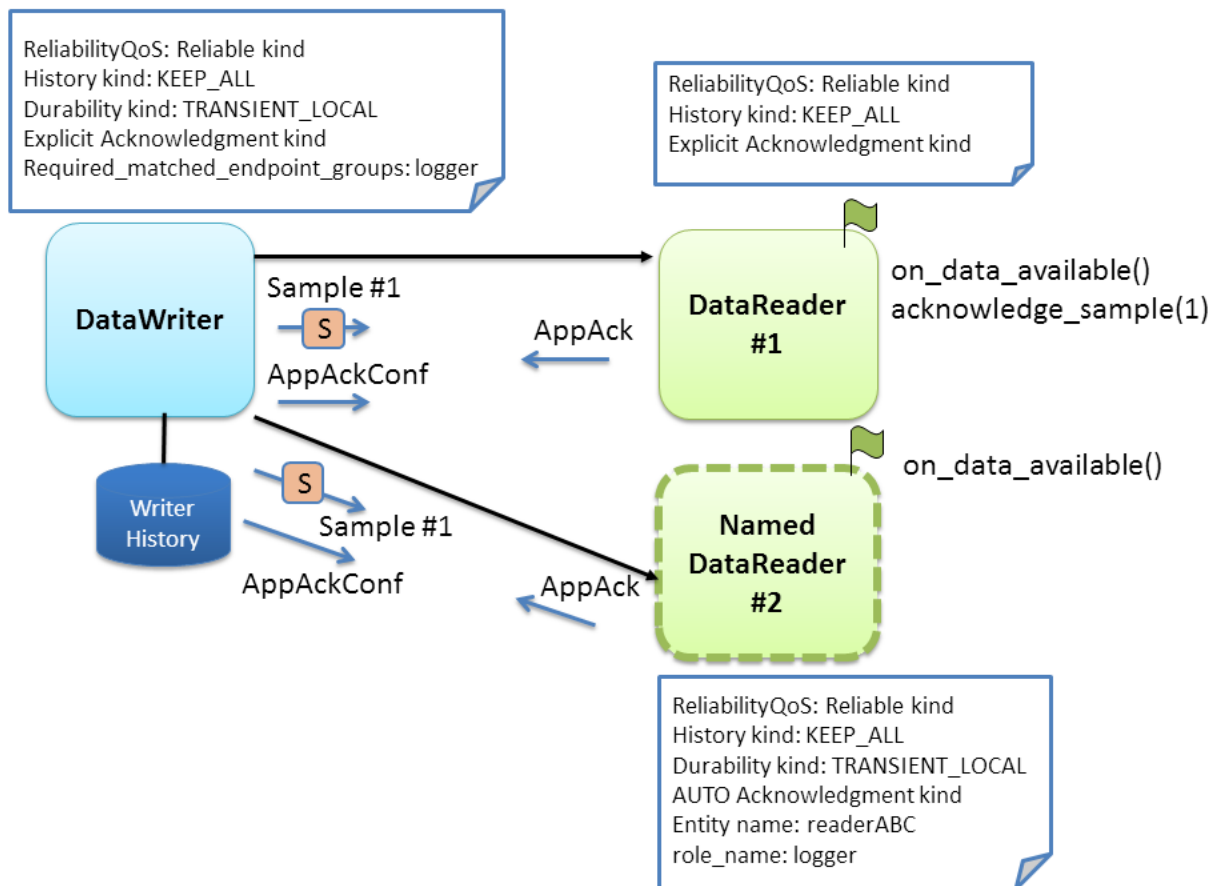 ReliabilityQoS: Reliable kind
History kind: KEEP_ALL
Durability kind: TRANSIENT_LOCAL
Explicit Acknowledgment kind
Required_matched_endpoint_groups: logger
ReliabilityQoS: Reliable kind
History kind: KEEP_ALL
Explicit Acknowledgment kind
DataWriter
Sample #1
S
AppAckConf
AppAck
DataReader
#1
on_data_available()
acknowledge_sample(1)
Writer
History
S
Sample #1
AppAckConf
AppAck
Named
DataReader
#2
on_data_available()
ReliabilityQoS: Reliable kind
History kind: KEEP_ALL
Durability kind: TRANSIENT_LOCAL
AUTO Acknowledgment kind
Entity name: readerABC
role_name: logger